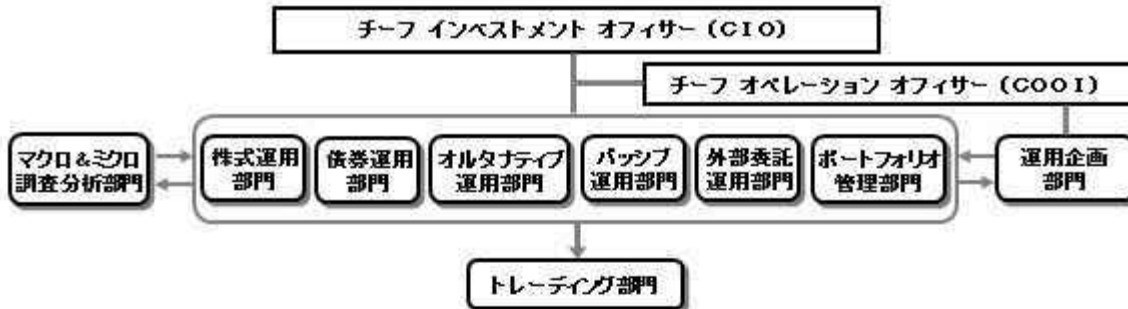 チーフ インベストメント オフィサー (CIO)
チーフ オペレーション オフィサー (COOI)
マクロ&ミクロ
調査分析部門
株式運用
部門
債券運用
部門
オルタナティブ
運用部門
パッシブ
運用部門
外部委託
運用部門
ポートフォリオ
管理部門
運用企画
部門
トレーディング部門